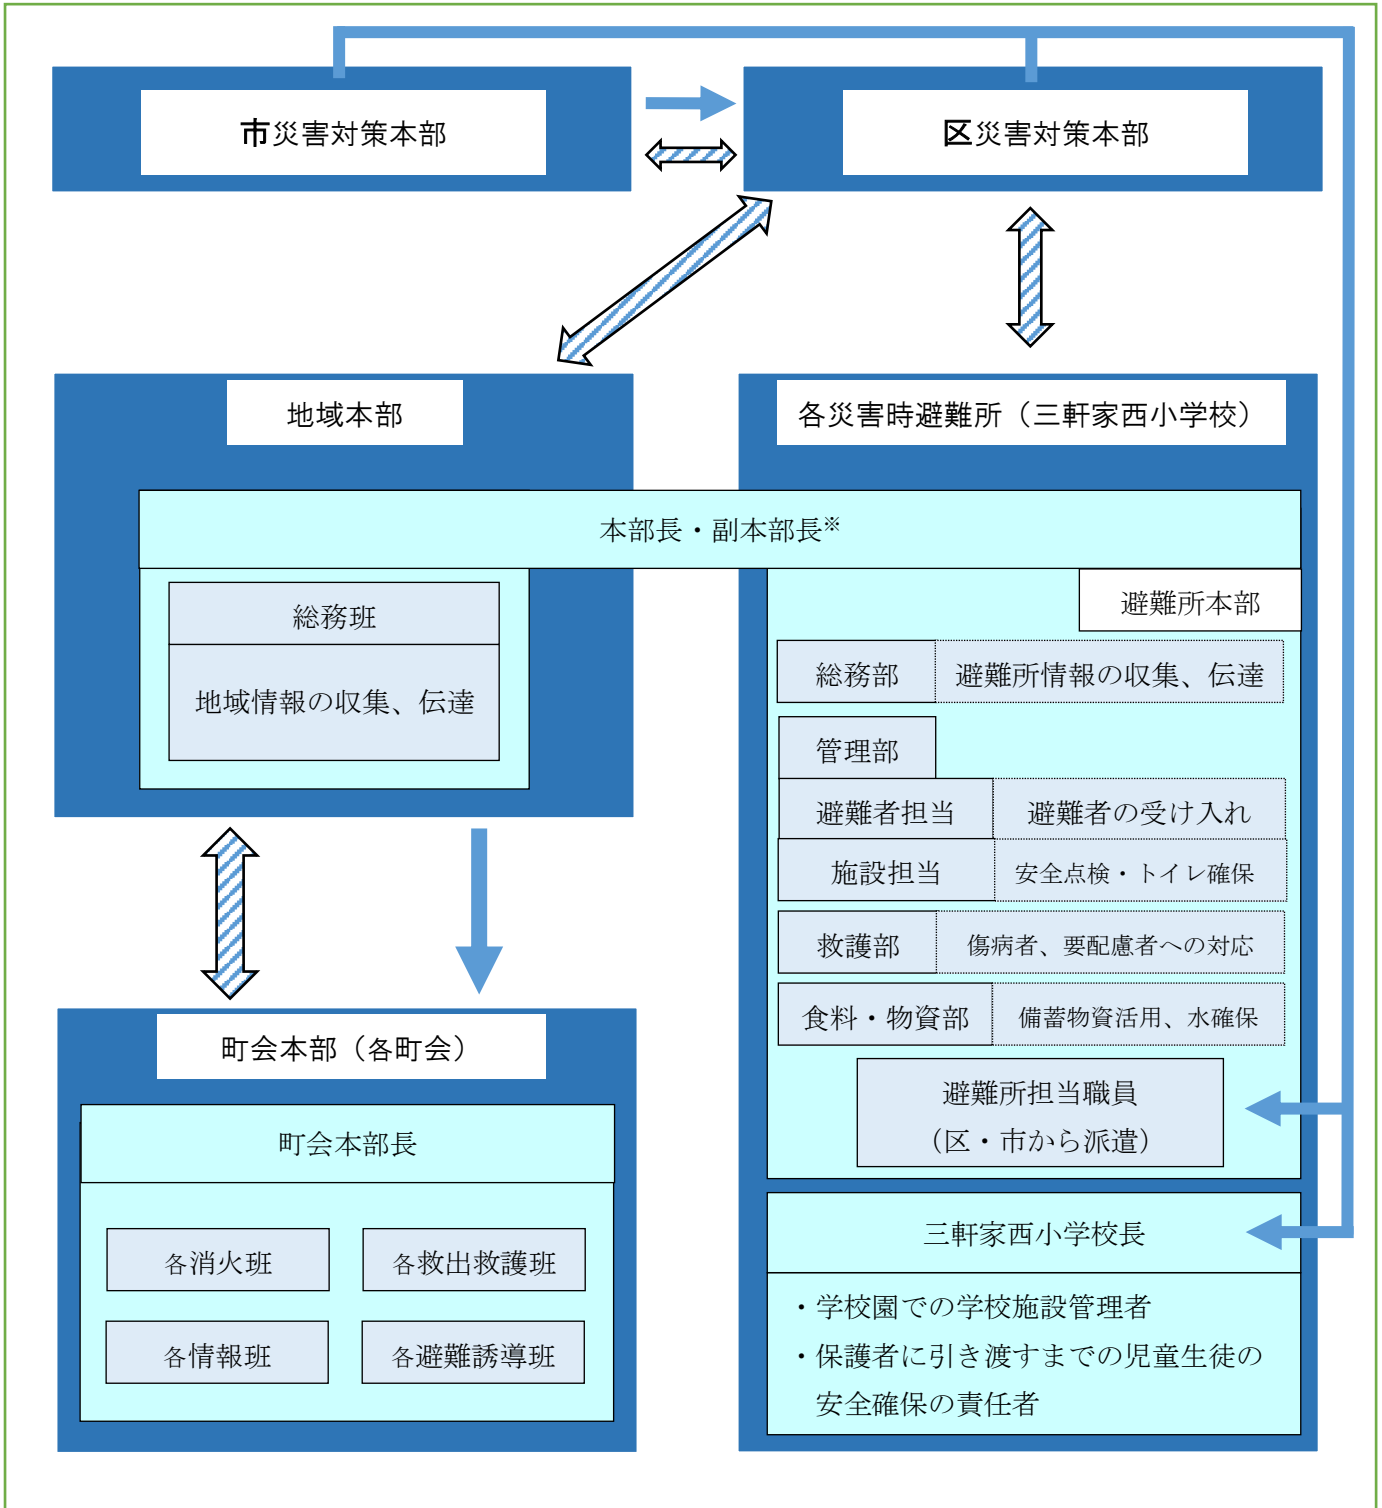 市災害対策本部
区災害対策本部
地域本部
各災害時避難所（三軒家西小学校）
本部長・副本部長※
総務班
地域情報の収集、伝達
避難所本部
総務部
避難所情報の収集、伝達
管理部
避難者担当
避難者の受け入れ
施設担当
安全点検・トイレ確保
救護部
傷病者、要配慮者への対応
食料・物資部
備蓄物資活用、水確保
避難所担当職員
（区・市から派遣）
町会本部（各町会）
町会本部長
各消火班
各救出救護班
各情報班
各避難誘導班
三軒家西小学校長
・学校園での学校施設管理者
・保護者に引き渡すまでの児童生徒の
安全確保の責任者